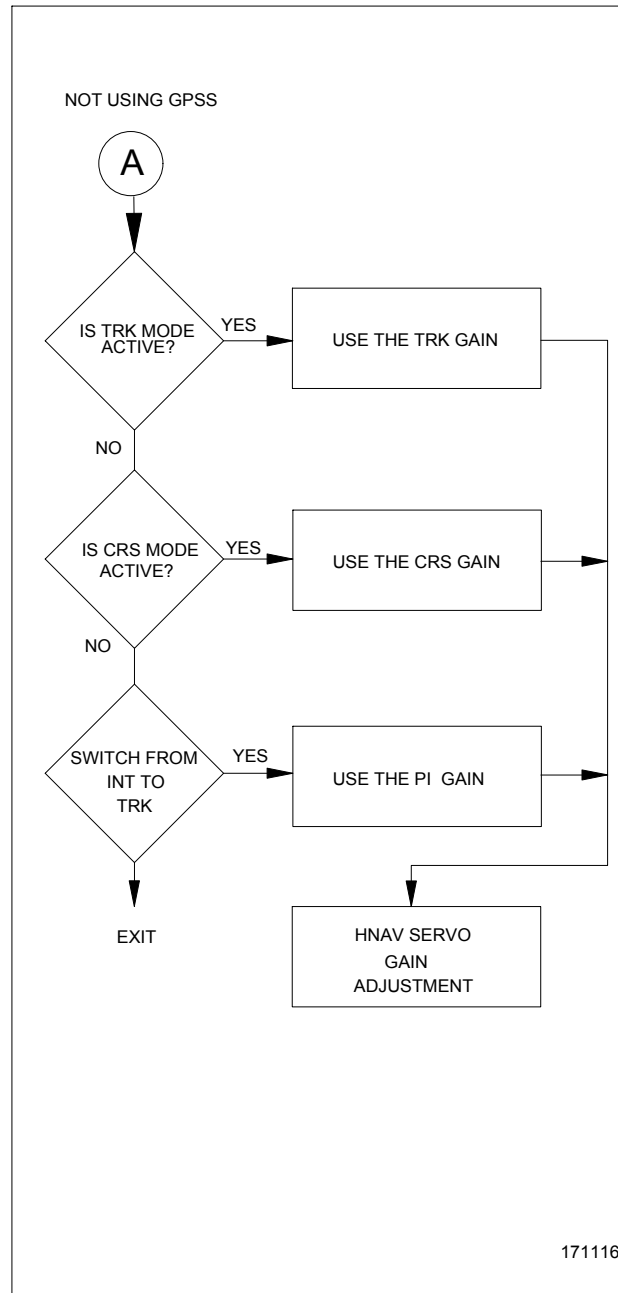 NOT USING GPSS
A
IS TRK MODE
ACTIVE?
YES
USE THE TRK GAIN
NO
IS CRS MODE
ACTIVE?
YES
USE THE CRS GAIN
NO
SWITCH FROM
INT TO
TRK
YES
USE THE PI GAIN
EXIT
HNAV SERVO
GAIN
ADJUSTMENT
171116